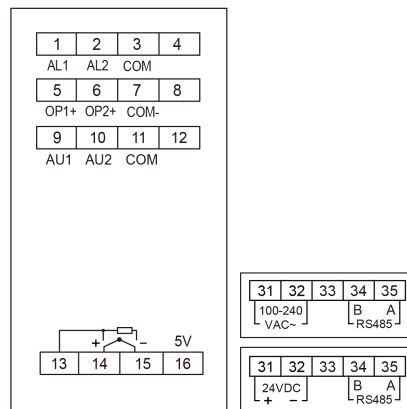 1 2 3 4
AL1 AL2 COM
5 6 7 8
OP1+ OP2+ COM-
9 10 11 12
AU1 AU2 COM
+ - 5V
13 14 15 16
31 32 33 34 35
100-240 B A
VAC~ RS485
31 32 33 34 35
24VDC B A
+ - RS485